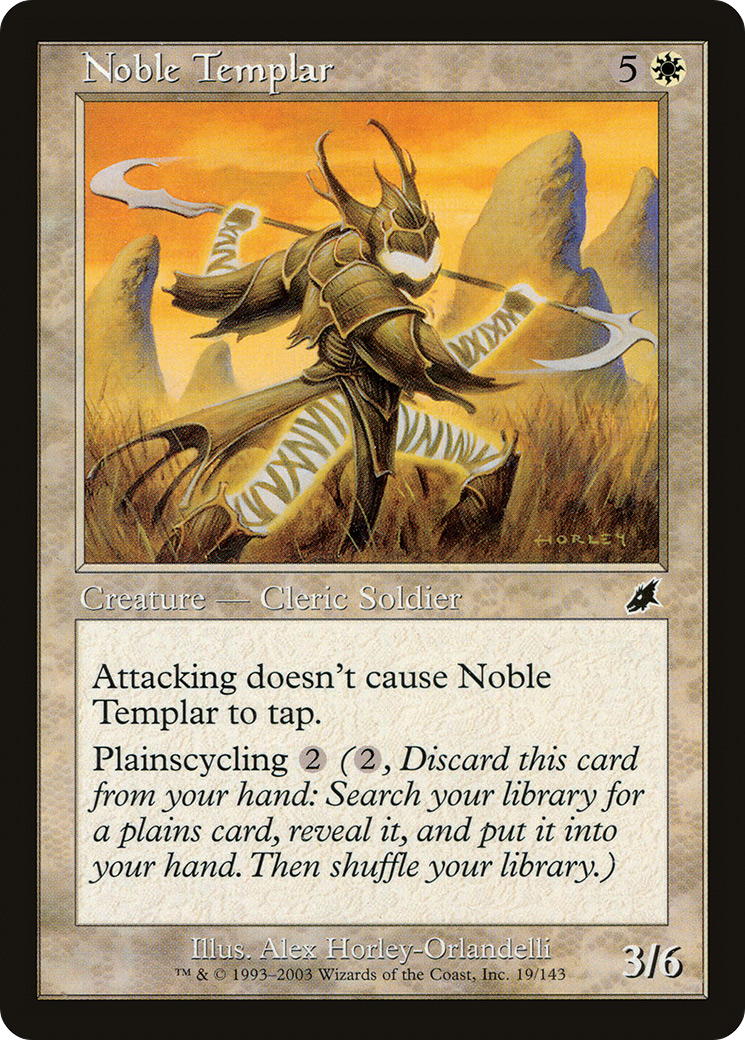 Noble Templar 5
HORLEY
Creature — Cleric Soldier
Attacking doesn't cause Noble
Templar to tap.
Plainscycling 2 (2, Discard this card
from your hand: Search your library for
a plains card, reveal it, and put it into
your hand. Then shuffle your library.)
Illus. Alex Horley-Orlandelli
™ & © 1993–2003 Wizards of the Coast, Inc. 19/143
3/6